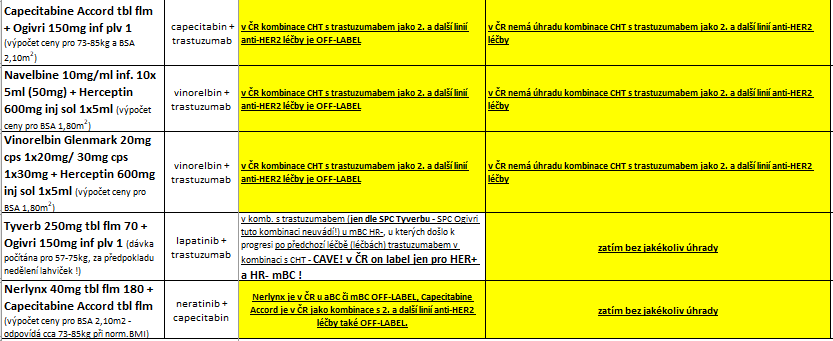 Capecitabine Accord tbl flm
+ Ogivri 150mg inf plv 1
(výpočet ceny pro 73-85kg a BSA
2,10m²)
capecitabin +
trastuzumab
v ČR kombinace CHT s trastuzumabem jako 2. a další linií
anti-HER2 léčby je OFF-LABEL
v ČR nemá úhradu kombinace CHT s trastuzumabem jako 2. a další linií anti-HER2
léčby
Navelbine 10mg/ml inf. 10x
5ml (50mg) + Herceptin
600mg inj sol 1x5ml (výpočet
ceny pro BSA 1,80m²)
vinorelbin +
trastuzumab
v ČR kombinace CHT s trastuzumabem jako 2. a další linií
anti-HER2 léčby je OFF-LABEL
v ČR nemá úhradu kombinace CHT s trastuzumabem jako 2. a další linií anti-HER2
léčby
Vinorelbin Glenmark 20mg
cps 1x20mg/ 30mg cps
1x30mg + Herceptin 600mg
inj sol 1x5ml (výpočet ceny pro
BSA 1,80m²)
vinorelbin +
trastuzumab
v ČR kombinace CHT s trastuzumabem jako 2. a další linií
anti-HER2 léčby je OFF-LABEL
v ČR nemá úhradu kombinace CHT s trastuzumabem jako 2. a další linií anti-HER2
léčby
Tyverb 250mg tbl flm 70 +
Ogivri 150mg inf plv 1 (dávka
počítána pro 57-75kg, za předpokladu
nedělení lahviček !)
lapatinib +
trastuzumab
v komb. s trastuzumabem (jen dle SPC Tyverbu - SPC Ogivri
tuto kombinaci neuvádí!) u mBC HR-, u kterých došlo k
progresi po předchozí léčbě (léčbách) trastuzumabem v
kombinaci s CHT - CAVE! v ČR on label jen pro HER+
a HR- mBC !
zatím bez jakékoliv úhrady
Nerlynx 40mg tbl flm 180 +
Capecitabine Accord tbl flm
(výpočet ceny pro BSA 2,10m2 -
odpovídá cca 73-85kg při norm.BMI)
neratinib +
capecitabin
Nerlynx je v ČR u aBC či mBC OFF-LABEL, Capecitabine
Accord je v ČR jako kombinace s 2. a další linií anti-HER2
léčby také OFF-LABEL.
zatím bez jakékoliv úhrady